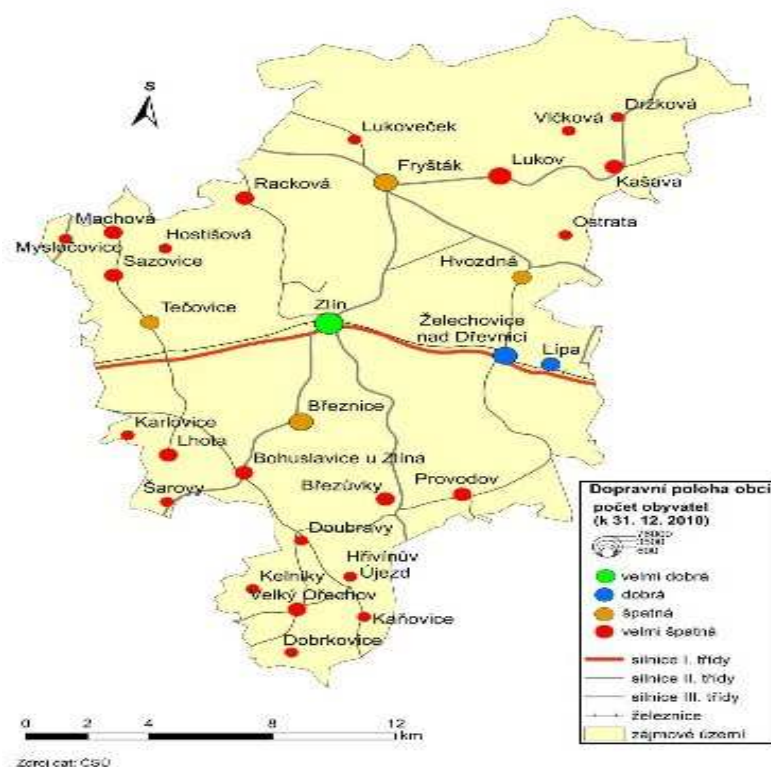 S
Držková
Vlčková
Lukoveček
Fryšták
Lukov
Kašava
Racková
Ostrata
Machová
Hostišová
Mysločovice
Sazovice
Hvozdná
Tečovice
Zlín
Želechovice
nad Dřevnicí
Lípa
Karlovice
Březnice
Lhota
Bohuslavice u Zlína
Šarovy
Březůvky
Provodov
Doubravy
Hřivínův
Újezd
Kelníky
Velký Ořechov
Kaňovice
Dobrkovice
Dopravní poloha obcí
počet obyvatel
(k 31. 12. 2010)
3500
600
velmi dobrá
dobrá
špatná
velmi špatná
silnice I. třídy
silnice II. třídy
silnice III. třídy
železnice
zájmové území
0 2 4 8 12
km
Zdroj dat: ČSÚ